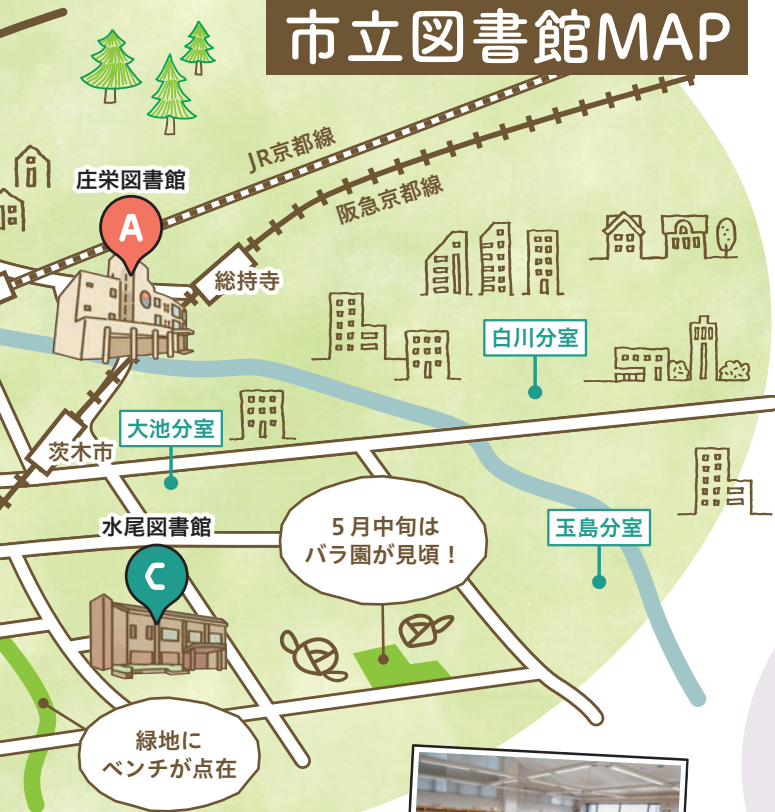 市立図書館MAP
JR京都線
阪急京都線
庄栄図書館
A
総持寺
白川分室
大池分室
茨木市
水尾図書館
C
5月中旬は
バラ園が見頃！
玉島分室
緑地に
ベンチが点在